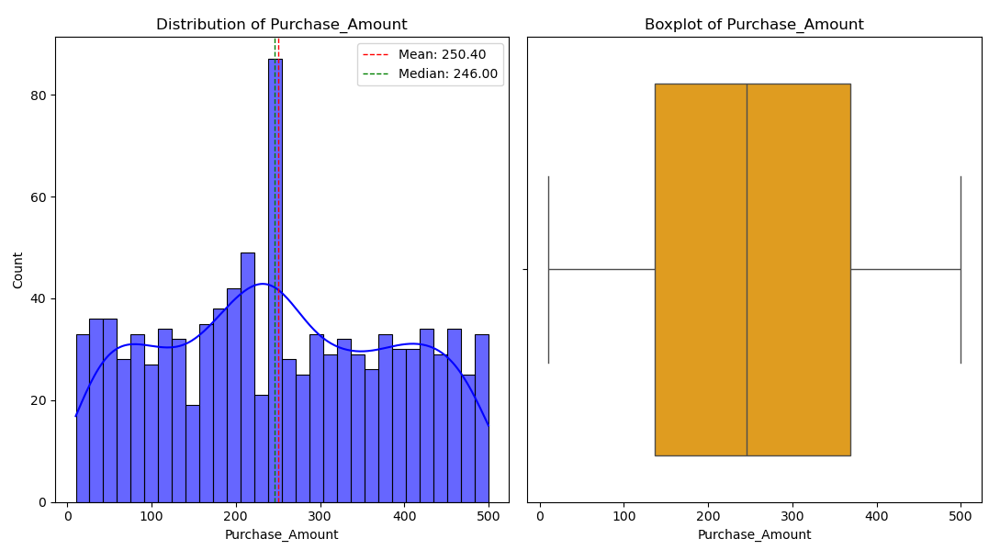 Distribution of Purchase_Amount
Mean: 250.40
Median: 246.00
Count
80
60
40
20
0
0 100 200 300 400 500
Purchase_Amount
Boxplot of Purchase_Amount
0 100 200 300 400 500
Purchase_Amount